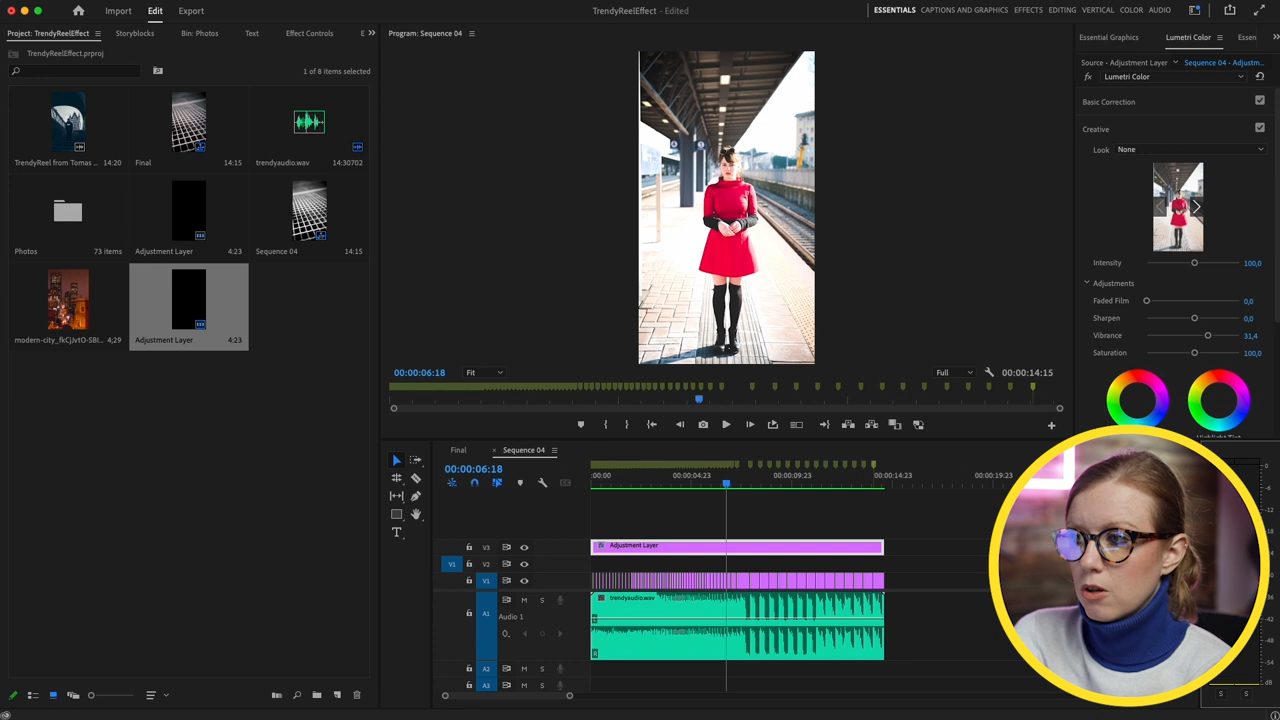 Import Edit Export
TrendyReelEffect - Edited
ESSENTIALS CAPTIONS AND GRAPHICS EFFECTS EDITING VERTICAL COLOR AUDIO
Project: TrendyReelEffect Storyblocks Bin: Photos Text Effect Controls E
Program: Sequence 04
Essential Graphics Lumetri Color Essen
TrendyReelEffect.prproj
1 of 8 items selected
Source • Adjustment Layer Sequence 04 • Adjustm...
fx Lumetri Color
Basic Correction
Creative
Look None
TrendyReel from Tomas ... 14:20
Final 14:15
trendyaudio.wav 14:30702
Photos 73 items
Adjustment Layer 4:23
Sequence 04 14:15
modern-city_fkCjJvtO-SBI... 4;29
Adjustment Layer 4:23
Intensity 100,0
Adjustments
Faded Film 0,0
Sharpen 0,0
Vibrance 31,4
Saturation 100,0
00:00:06:18 Fit Full 00:00:14:15
Final Sequence 04
00:00:06:18
:00:00 00:00:04:23 00:00:09:23 00:00:14:23 00:00:19:23
V3 Adjustment Layer
V1 V2
V1
A1 M S trendyaudio.wav
Audio 1
A2 M S
A3 M S
S S
dB